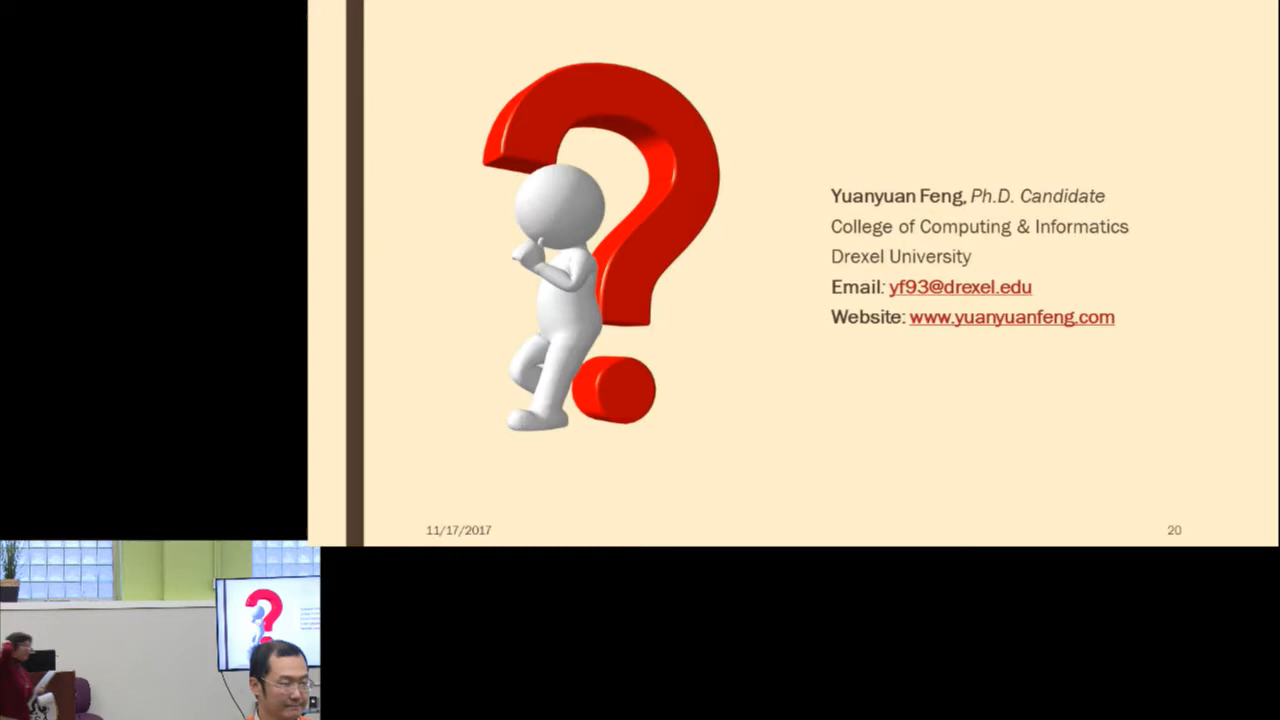 Yuanyuan Feng, Ph.D. Candidate
College of Computing & Informatics
Drexel University
Email: yf93@drexel.edu
Website: www.yuanyuanfeng.com
11/17/2017
20